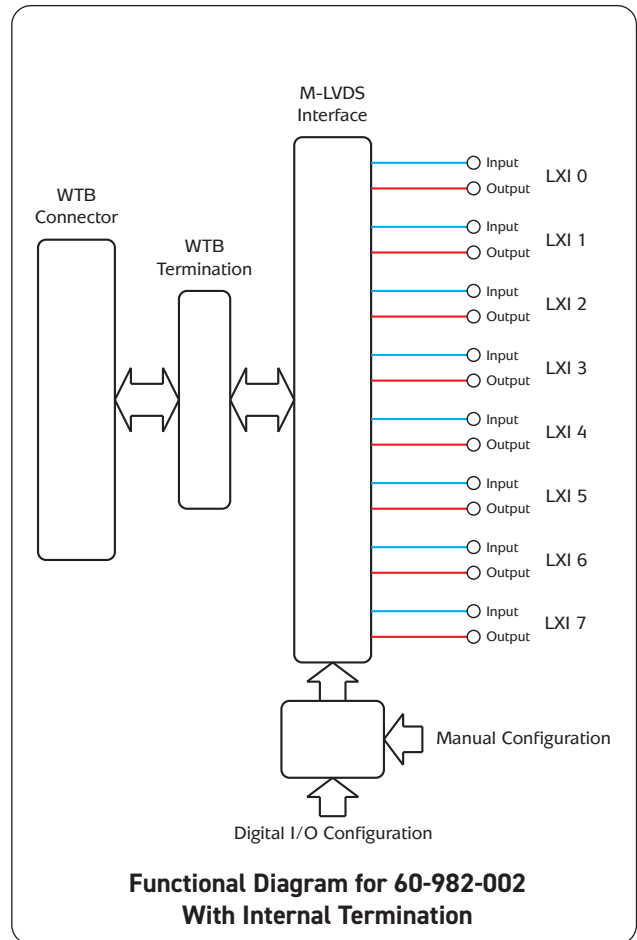 M-LVDS
Interface
WTB
Connector
WTB
Termination
Input
Output
LXI 0
Input
Output
LXI 1
Input
Output
LXI 2
Input
Output
LXI 3
Input
Output
LXI 4
Input
Output
LXI 5
Input
Output
LXI 6
Input
Output
LXI 7
Manual Configuration
Digital I/O Configuration
Functional Diagram for 60-982-002
With Internal Termination